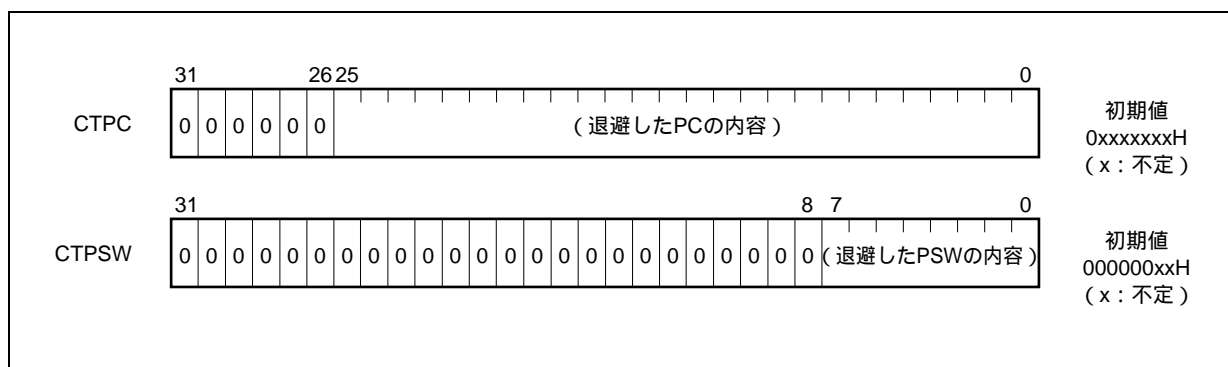 31 26 25 0
CTPC 0 0 0 0 0 0 (退避したPCの内容) 初期値
0xxxxxxxH
(x:不定)
31 8 7 0
CTPSW 0 0 0 0 0 0 0 0 0 0 0 0 0 0 0 0 0 0 0 0 0 0 0 0 (退避したPSWの内容) 初期値
000000xxH
(x:不定)